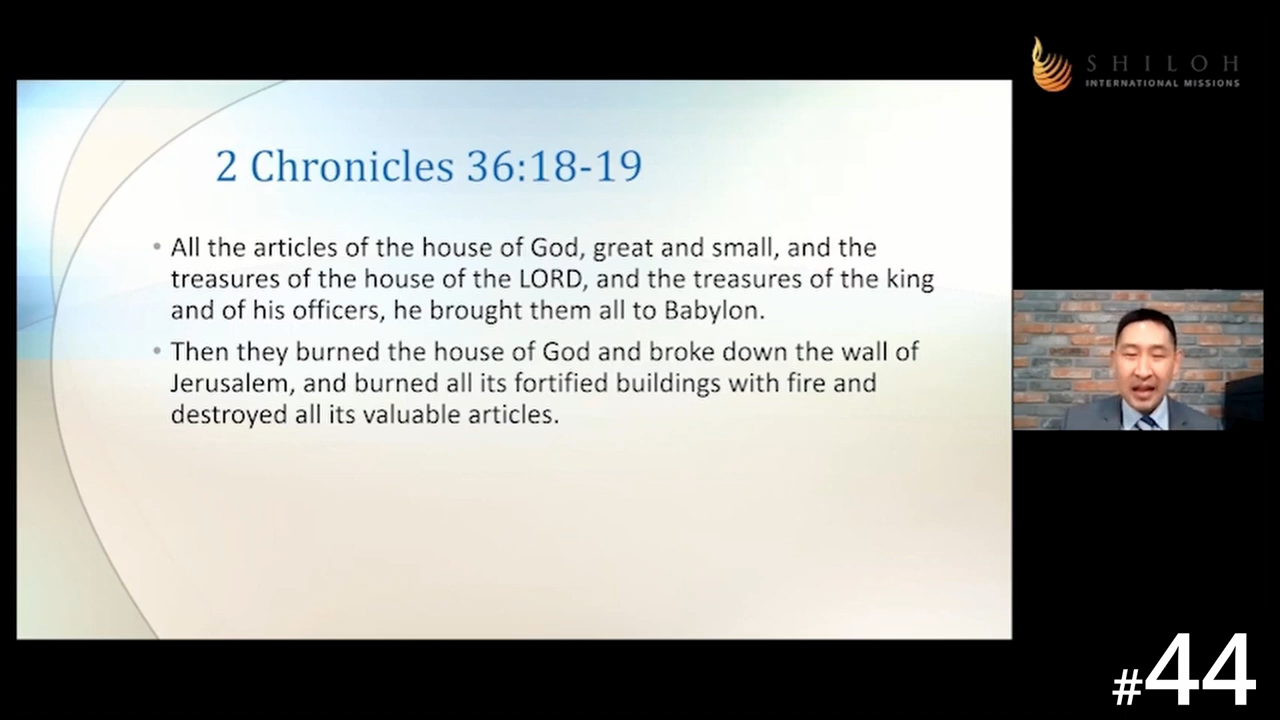 SHILOH
INTERNATIONAL MISSIONS
2 Chronicles 36:18-19
• All the articles of the house of God, great and small, and the
treasures of the house of the LORD, and the treasures of the king
and of his officers, he brought them all to Babylon.
• Then they burned the house of God and broke down the wall of
Jerusalem, and burned all its fortified buildings with fire and
destroyed all its valuable articles.
#44